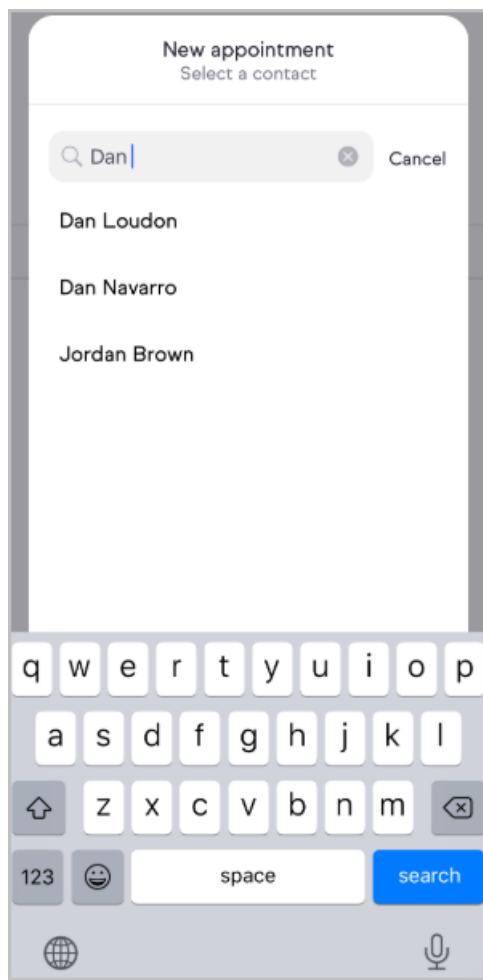 New appointment
Select a contact
Dan
Cancel
Dan Loudon
Dan Navarro
Jordan Brown
q w e r t y u i o p
a s d f g h j k l
z x c v b n m
123 space search